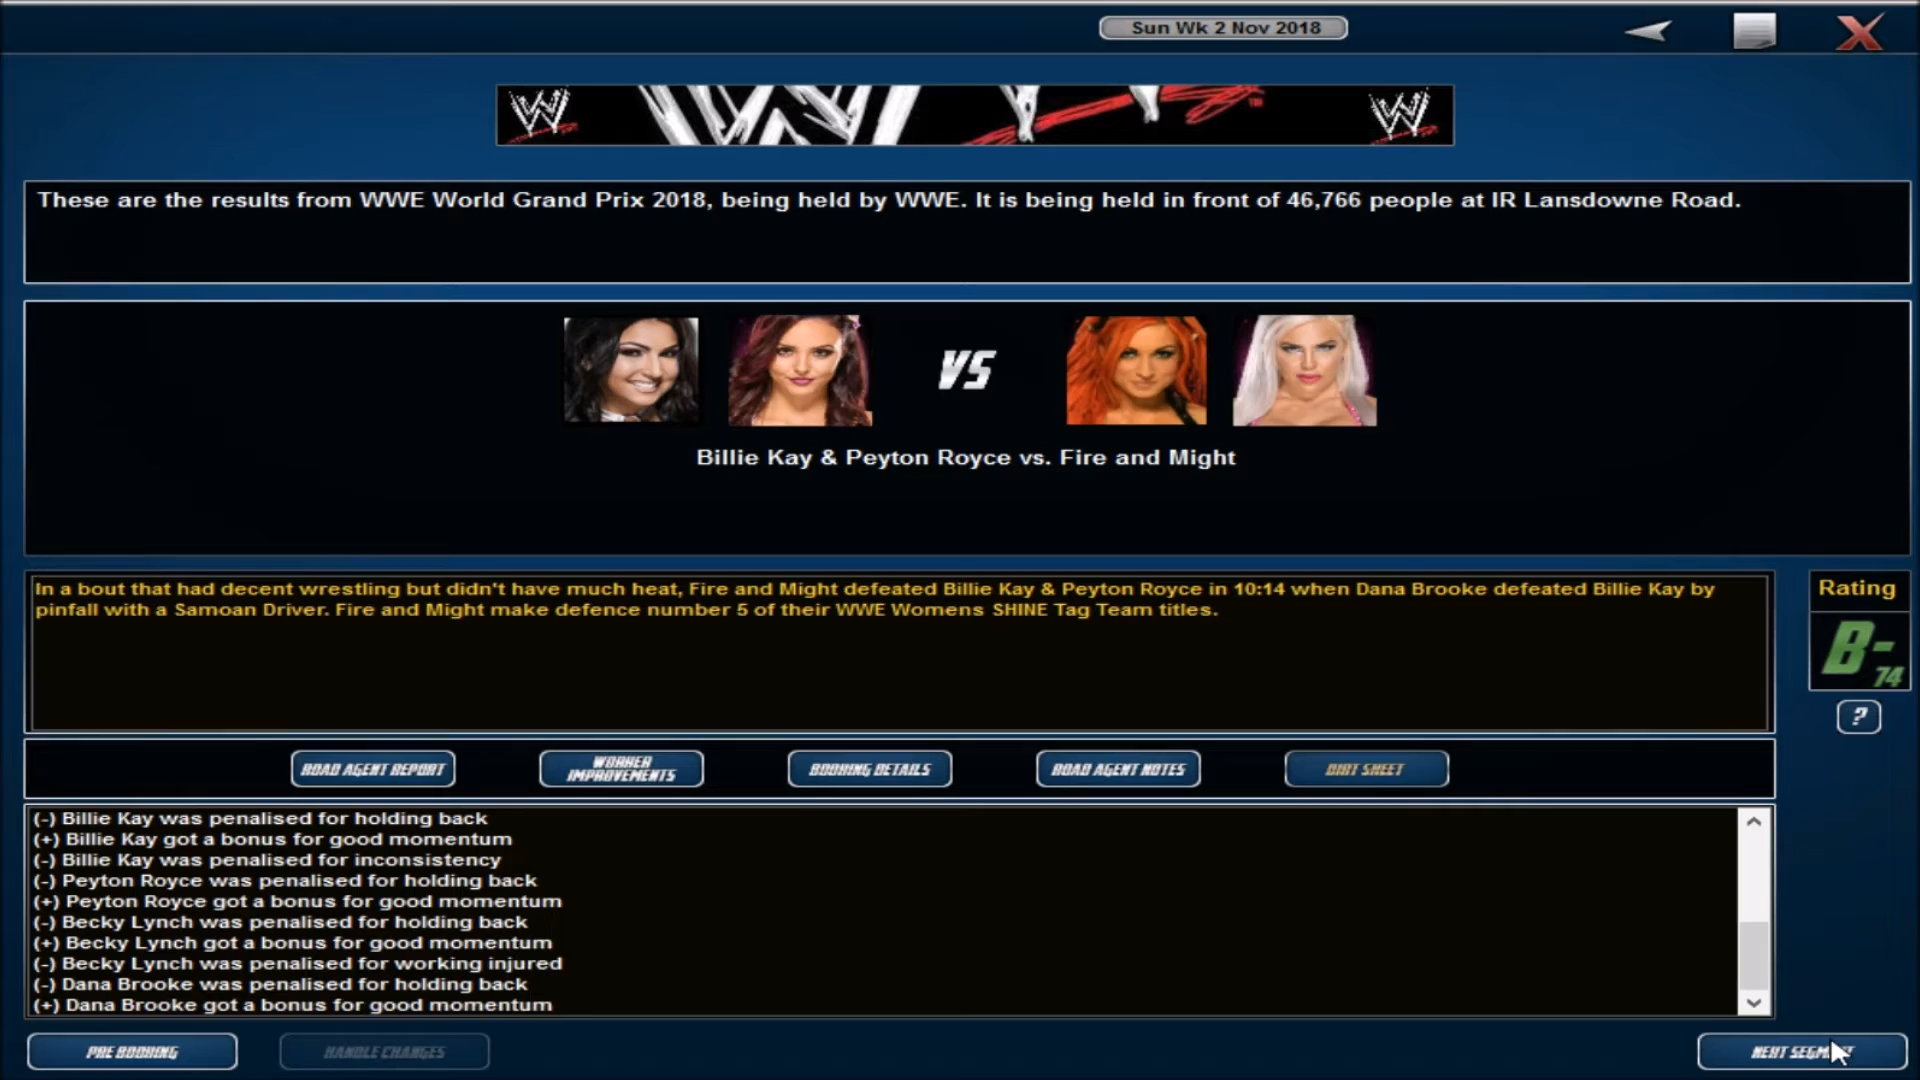 Sun Wk 2 Nov 2018
These are the results from WWE World Grand Prix 2018, being held by WWE. It is being held in front of 46,766 people at IR Lansdowne Road.
VS
Billie Kay & Peyton Royce vs. Fire and Might
In a bout that had decent wrestling but didn't have much heat, Fire and Might defeated Billie Kay & Peyton Royce in 10:14 when Dana Brooke defeated Billie Kay by
pinfall with a Samoan Driver. Fire and Might make defence number 5 of their WWE Womens SHINE Tag Team titles.
Rating
B-
74
?
ROAD AGENT REPORT
WORKER
IMPROVEMENTS
BOOKING DETAILS
ROAD AGENT NOTES
DIRT SHEET
(-) Billie Kay was penalised for holding back
(+) Billie Kay got a bonus for good momentum
(-) Billie Kay was penalised for inconsistency
(-) Peyton Royce was penalised for holding back
(+) Peyton Royce got a bonus for good momentum
(-) Becky Lynch was penalised for holding back
(+) Becky Lynch got a bonus for good momentum
(-) Becky Lynch was penalised for working injured
(-) Dana Brooke was penalised for holding back
(+) Dana Brooke got a bonus for good momentum
PRE BOOKING
HANDLE CHANGES
NEXT SEGMENT